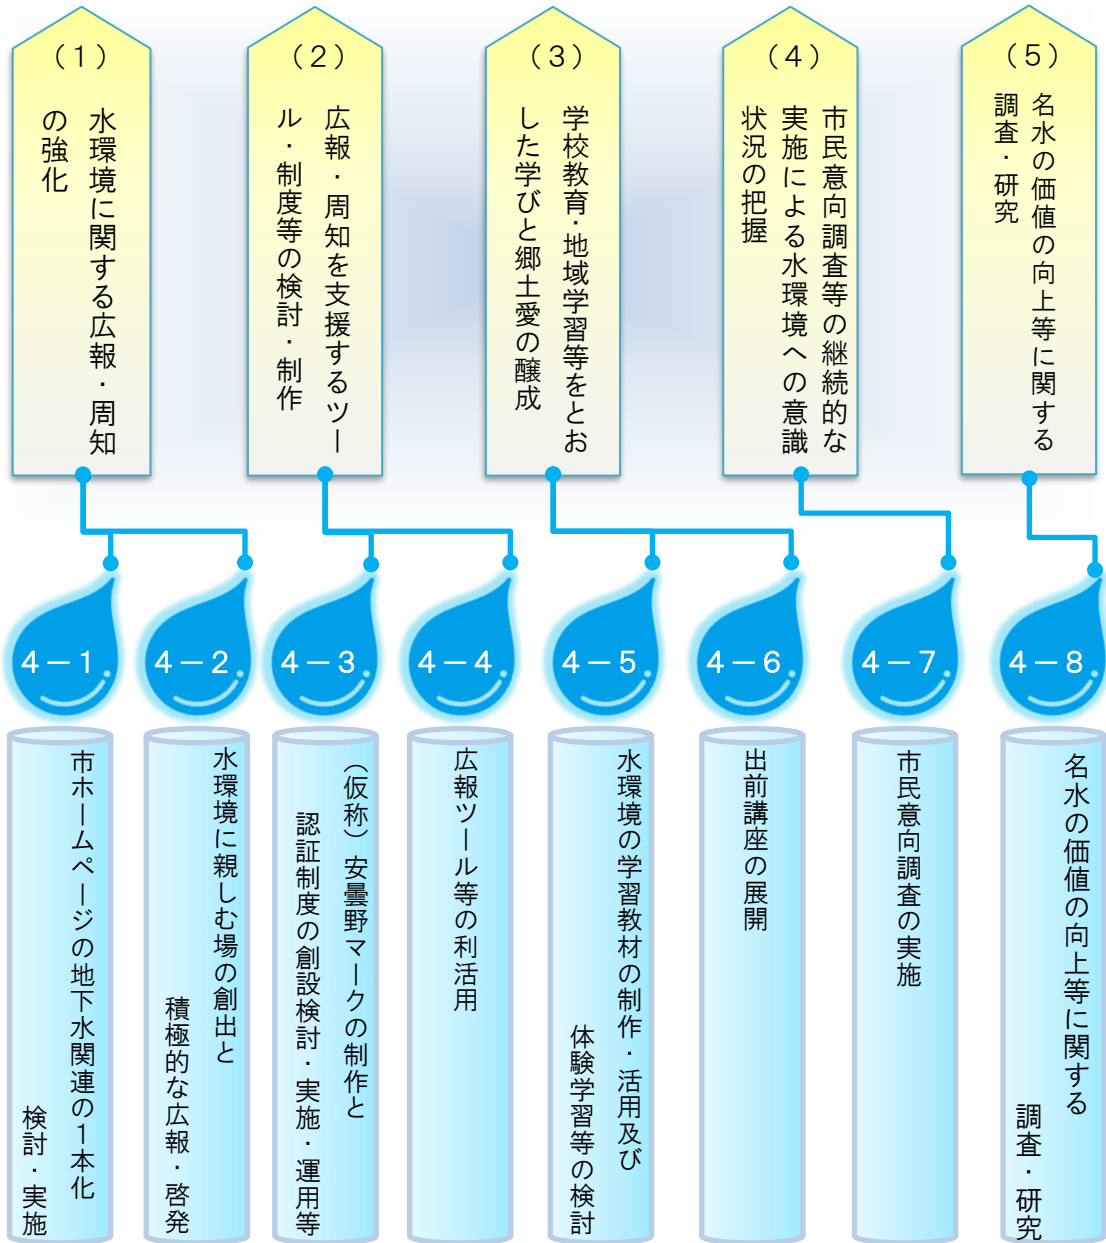 （１）
水環境に関する広報・周知
の強化
（２）
広報・周知を支援するツー
ル・制度等の検討・制作
（３）
学校教育・地域学習等をとお
した学びと郷土愛の醸成
（４）
市民意向調査等の継続的な
実施による水環境への意識
状況の把握
（５）
名水の価値の向上等に関する
調査・研究
４－１
４－２
４－３
４－４
４－５
４－６
４－７
４－８
市ホームページの地下水関連の１本化
検討・実施
水環境に親しむ場の創出と
積極的な広報・啓発
（仮称）安曇野マークの制作と
認証制度の創設検討・実施・運用等
広報ツール等の利活用
水環境の学習教材の制作・活用及び
体験学習等の検討
出前講座の展開
市民意向調査の実施
名水の価値の向上等に関する
調査・研究